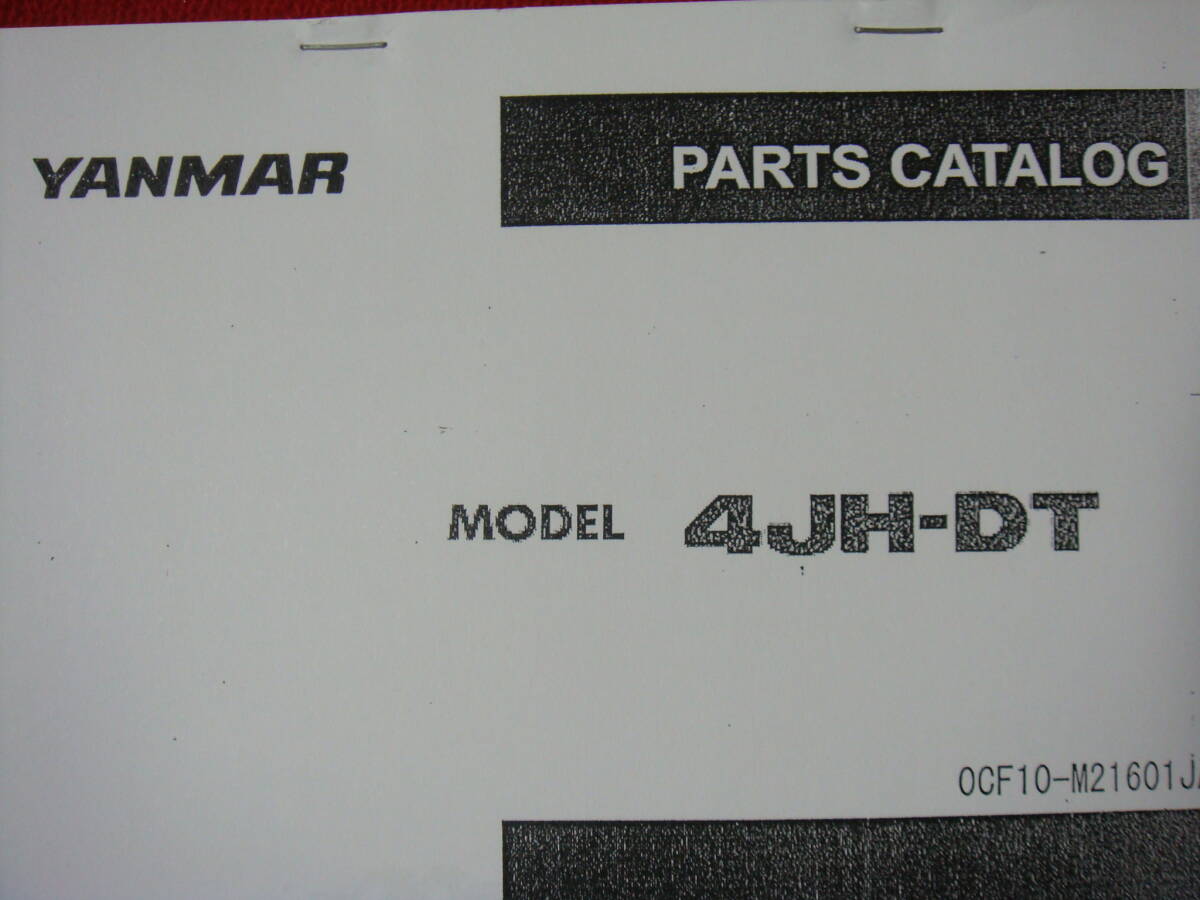 YANMAR
PARTS CATALOG
MODEL 4JH-DT
0CF10-M21601J